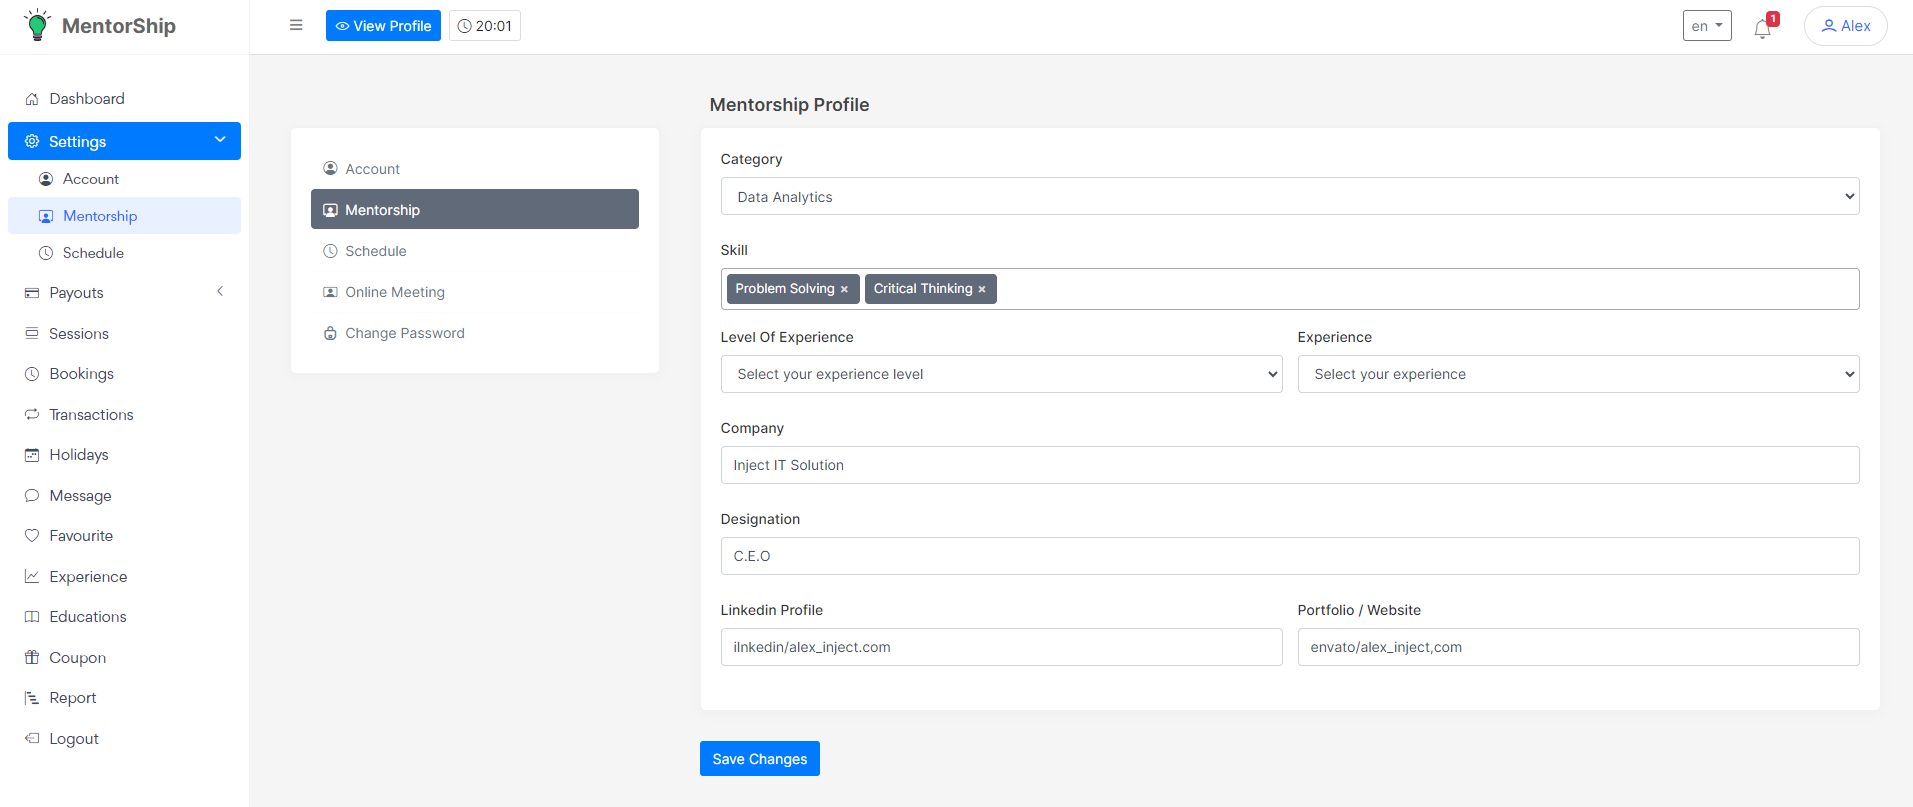 MentorShip
View Profile
20:01
en
1
Alex
Dashboard
Settings
Account
Mentorship
Schedule
Payouts
Sessions
Bookings
Transactions
Holidays
Message
Favourite
Experience
Educations
Coupon
Report
Logout
Account
Mentorship
Schedule
Online Meeting
Change Password
Mentorship Profile
Category
Data Analytics
Skill
Problem Solving × Critical Thinking ×
Level Of Experience Experience
Select your experience level Select your experience
Company
Inject IT Solution
Designation
C.E.O
Linkedin Profile Portfolio / Website
ilnkedin/alex_inject.com envato/alex_inject,com
Save Changes